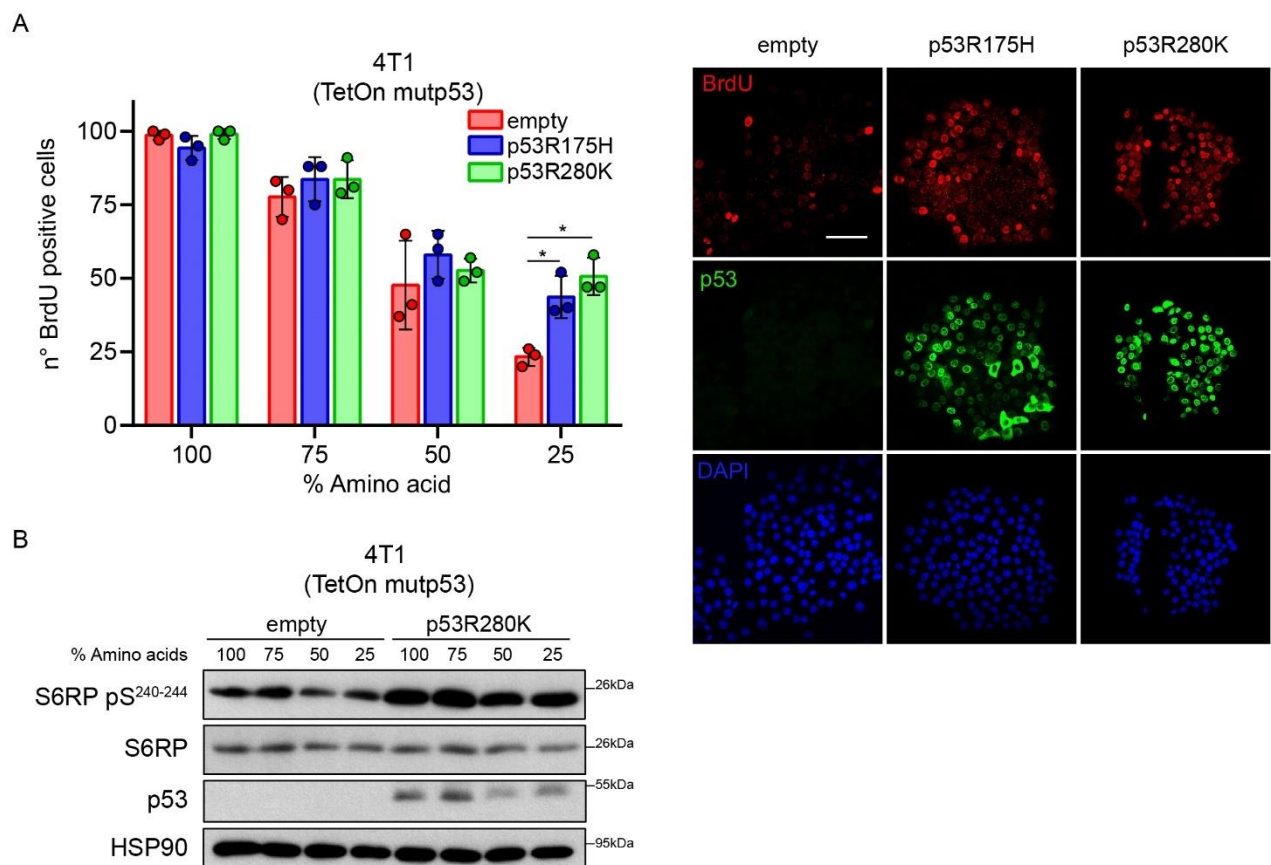 A
4T1
(TetOn mutp53)
empty
p53R175H
p53R280K
n° BrdU positive cells
100
75
50
25
0
*
*
100 75 50 25
% Amino acid
empty p53R175H p53R280K
BrdU
p53
DAPI
B
4T1
(TetOn mutp53)
empty p53R280K
% Amino acids 100 75 50 25 100 75 50 25
S6RP pS240-244 26kDa
S6RP 26kDa
p53 55kDa
HSP90 95kDa